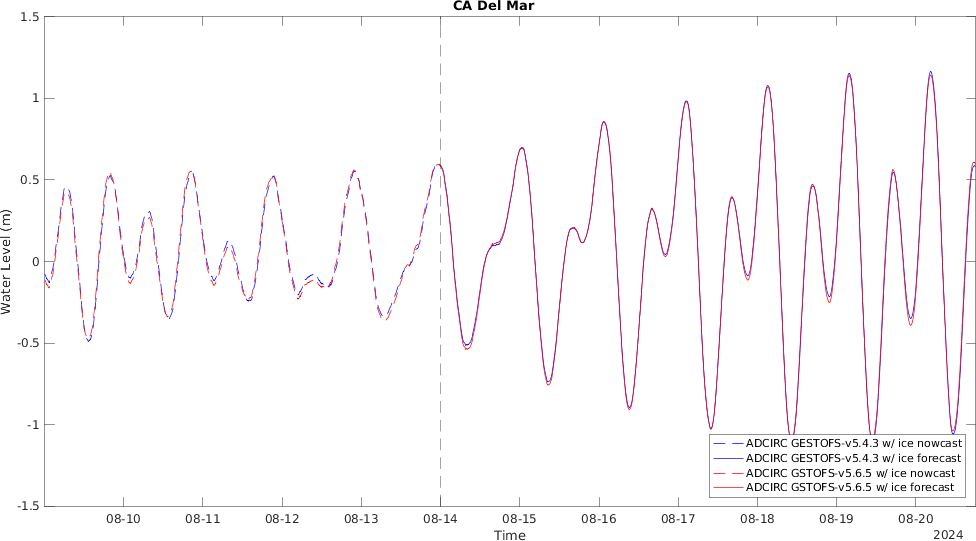 CA Del Mar
1.5
1
0.5
0
-0.5
-1
-1.5
Water Level (m)
08-10 08-11 08-12 08-13 08-14 08-15 08-16 08-17 08-18 08-19 08-20
Time
2024
ADCIRC GESTOFS-v5.4.3 w/ ice nowcast
ADCIRC GESTOFS-v5.4.3 w/ ice forecast
ADCIRC GSTOFS-v5.6.5 w/ ice nowcast
ADCIRC GSTOFS-v5.6.5 w/ ice forecast